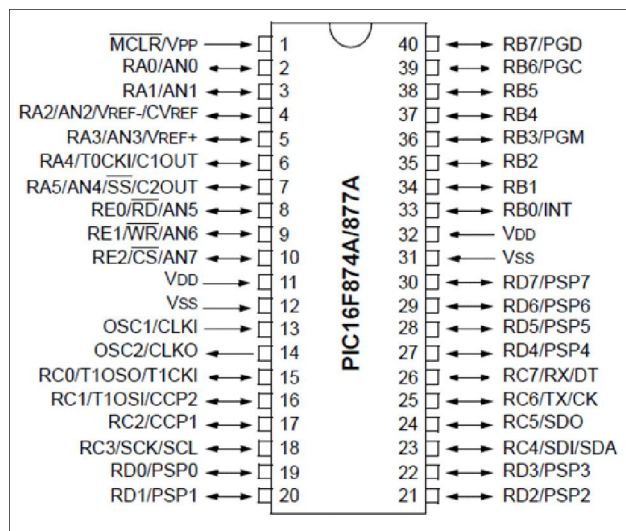 MCLR/VPP 1 40 RB7/PGD
RA0/AN0 2 39 RB6/PGC
RA1/AN1 3 38 RB5
RA2/AN2/VREF-/CVREF 4 37 RB4
RA3/AN3/VREF+ 5 36 RB3/PGM
RA4/T0CKI/C1OUT 6 35 RB2
RA5/AN4/SS/C2OUT 7 34 RB1
RE0/RD/AN5 8 33 RB0/INT
RE1/WR/AN6 9 32 VDD
RE2/CS/AN7 10 31 VSS
VDD 11 30 RD7/PSP7
VSS 12 29 RD6/PSP6
OSC1/CLKI 13 28 RD5/PSP5
OSC2/CLKO 14 27 RD4/PSP4
RC0/T1OSO/T1CKI 15 26 RC7/RX/DT
RC1/T1OSI/CCP2 16 25 RC6/TX/CK
RC2/CCP1 17 24 RC5/SDO
RC3/SCK/SCL 18 23 RC4/SDI/SDA
RD0/PSP0 19 22 RD3/PSP3
RD1/PSP1 20 21 RD2/PSP2
PIC16F874A/877A